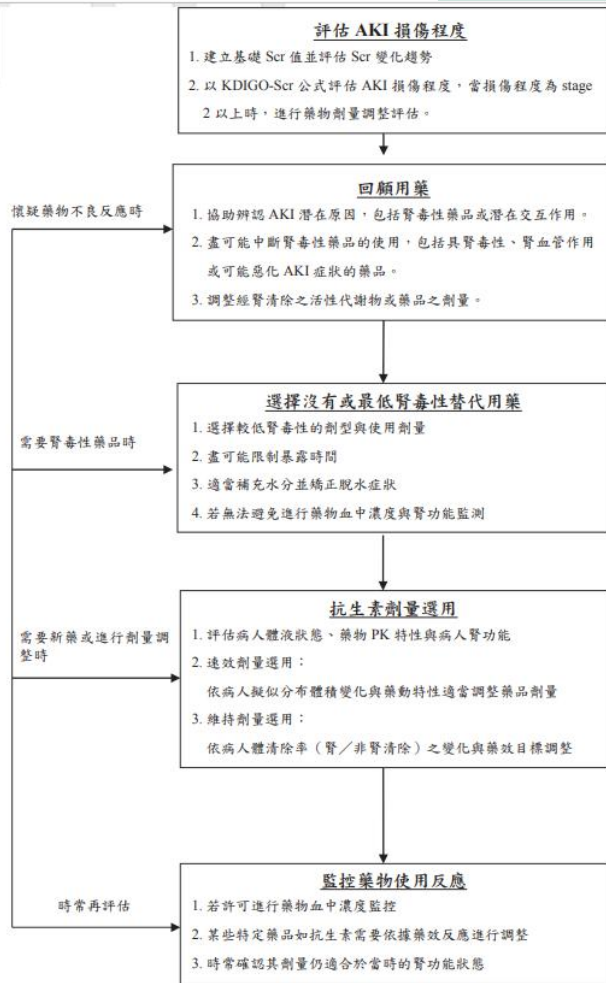 評估 AKI 損傷程度
1. 建立基礎 Scr 值並評估 Scr 變化趨勢
2. 以 KDIGO-Scr 公式評估 AKI 損傷程度，當損傷程度為 stage
2 以上時，進行藥物劑量調整評估。
懷疑藥物不良反應時
回顧用藥
1. 協助辨認 AKI 潛在原因，包括腎毒性藥品或潛在交互作用。
2. 盡可能中斷腎毒性藥品的使用，包括具腎毒性、腎血管作用
或可能惡化 AKI 症狀的藥品。
3. 調整經腎清除之活性代謝物或藥品之劑量。
需要腎毒性藥品時
選擇沒有或最低腎毒性替代用藥
1. 選擇較低腎毒性的劑型與使用劑量
2. 盡可能限制暴露時間
3. 適當補充水分並矯正脫水症狀
4. 若無法避免進行藥物血中濃度與腎功能監測
需要新藥或進行劑量調
整時
抗生素劑量選用
1. 評估病人體液狀態、藥物 PK 特性與病人腎功能
2. 速效劑量選用：
依病人擬似分布體積變化與藥動特性適當調整藥品劑量
3. 維持劑量選用：
依病人體清除率（腎／非腎清除）之變化與藥效目標調整
時常再評估
監控藥物使用反應
1. 若許可進行藥物血中濃度監控
2. 某些特定藥品如抗生素需要依據藥效反應進行調整
3. 時常確認其劑量仍適合於當時的腎功能狀態